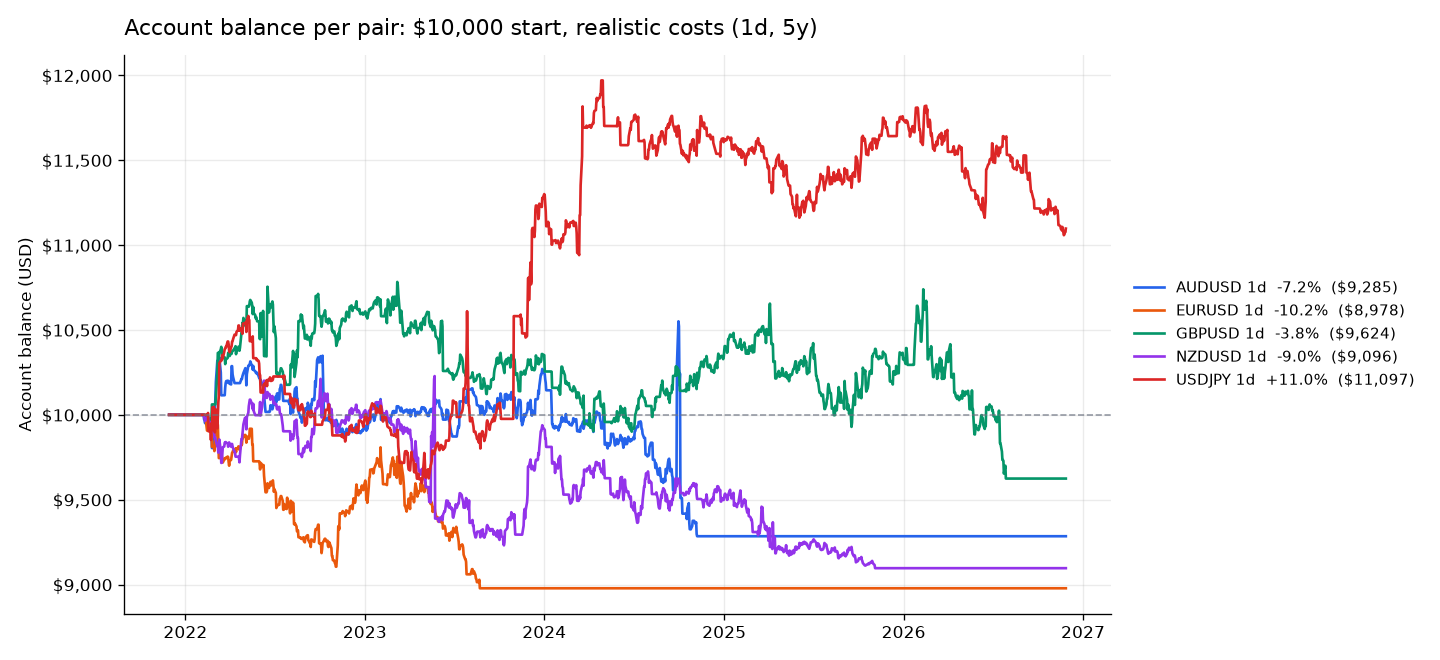 Account balance per pair: $10,000 start, realistic costs (1d, 5y)
Account balance (USD)
$12,000
$11,500
$11,000
$10,500
$10,000
$9,500
$9,000
2022
2023
2024
2025
2026
2027
AUDUSD 1d -7.2% ($9,285)
EURUSD 1d -10.2% ($8,978)
GBPUSD 1d -3.8% ($9,624)
NZDUSD 1d -9.0% ($9,096)
USDJPY 1d +11.0% ($11,097)